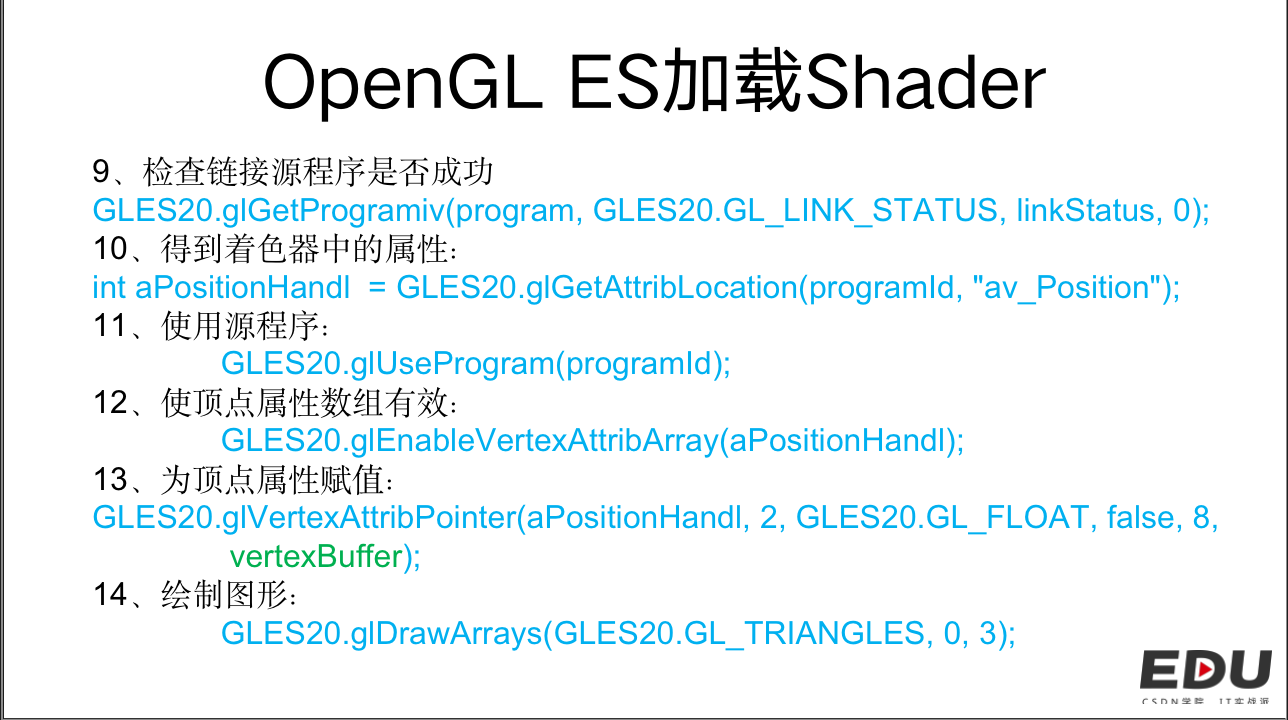 OpenGL ES加载Shader
9、检查链接源程序是否成功
GLES20.glGetProgramiv(program, GLES20.GL_LINK_STATUS, linkStatus, 0);
10、得到着色器中的属性：
int aPositionHandl  = GLES20.glGetAttribLocation(programId, "av_Position");
11、使用源程序：
GLES20.glUseProgram(programId);
12、使顶点属性数组有效：
GLES20.glEnableVertexAttribArray(aPositionHandl);
13、为顶点属性赋值：
GLES20.glVertexAttribPointer(aPositionHandl, 2, GLES20.GL_FLOAT, false, 8,
vertexBuffer);
14、绘制图形：
GLES20.glDrawArrays(GLES20.GL_TRIANGLES, 0, 3);
EDU
CSDN学院 IT实战派